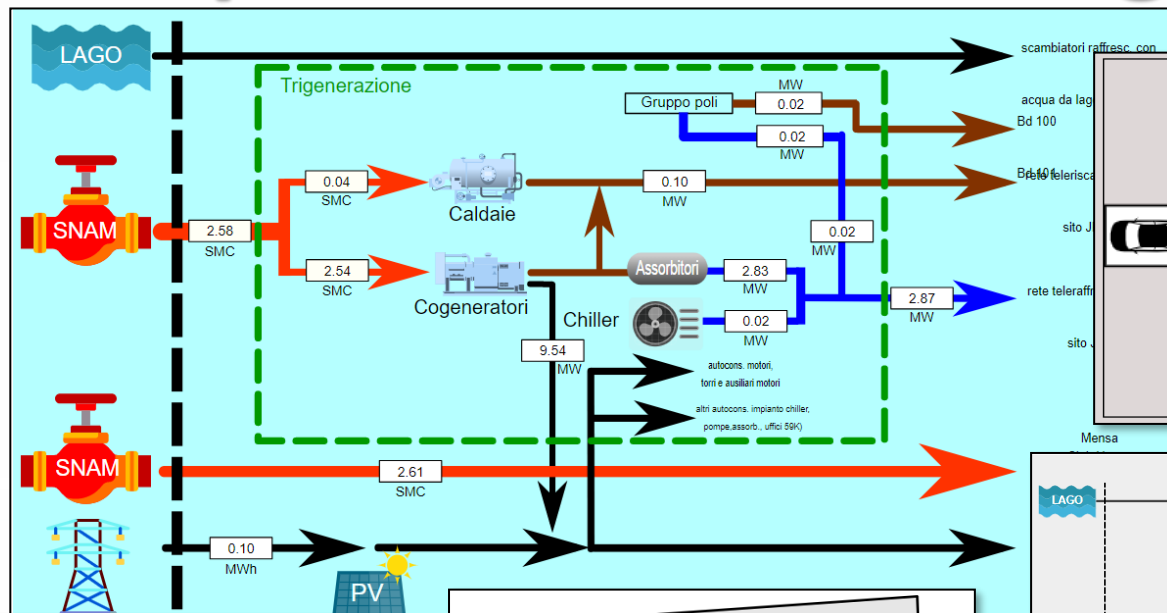 LAGO
scambiatori raffresc. con
acqua da lago
Trigenerazione
Gruppo poli
MW
0.02
Bd 100
0.02
MW
SNAM
2.58
SMC
0.04
SMC
Caldaie
0.10
MW
Bd 101
0.02
MW
sito
2.54
SMC
Cogeneratori
Assorbitori
2.83
MW
Chiller
0.02
MW
2.87
MW
rete teleraffr
sito
9.54
MW
autocons. motori,
torri e ausiliari motori
altri autocons. impianto chiller,
pompe,assorb., uffici 59K)
SNAM
2.61
SMC
Mensa
0.10
MWh
PV
LAGO